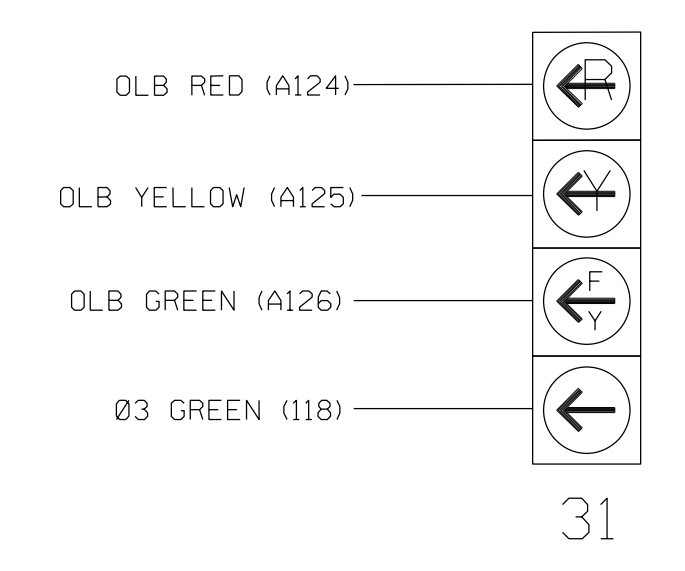 OLB RED (A124)
R
OLB YELLOW (A125)
Y
OLB GREEN (A126)
F
Y
Ø3 GREEN (118)
31